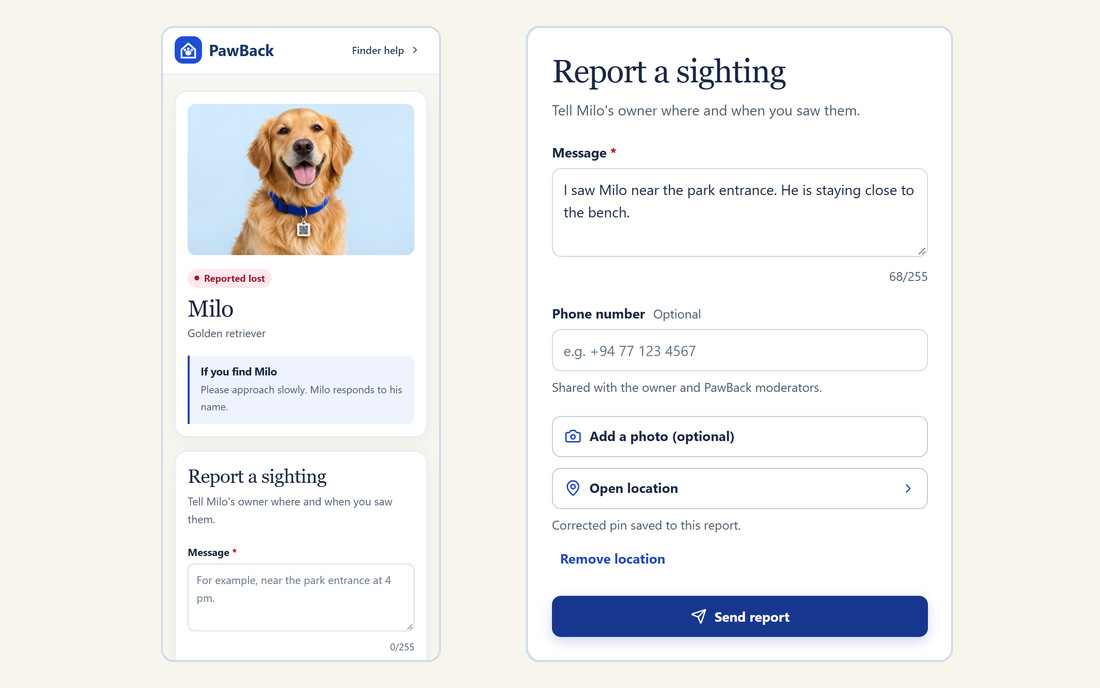 PawBack
Finder help
Reported lost
Milo
Golden retriever
If you find Milo
Please approach slowly. Milo responds to his
name.
Report a sighting
Tell Milo's owner where and when you saw
them.
Message *
For example, near the park entrance at 4
pm.
0/255
Report a sighting
Tell Milo's owner where and when you saw them.
Message *
I saw Milo near the park entrance. He is staying close to
the bench.
68/255
Phone number Optional
e.g. +94 77 123 4567
Shared with the owner and PawBack moderators.
Add a photo (optional)
Open location
Corrected pin saved to this report.
Remove location
Send report